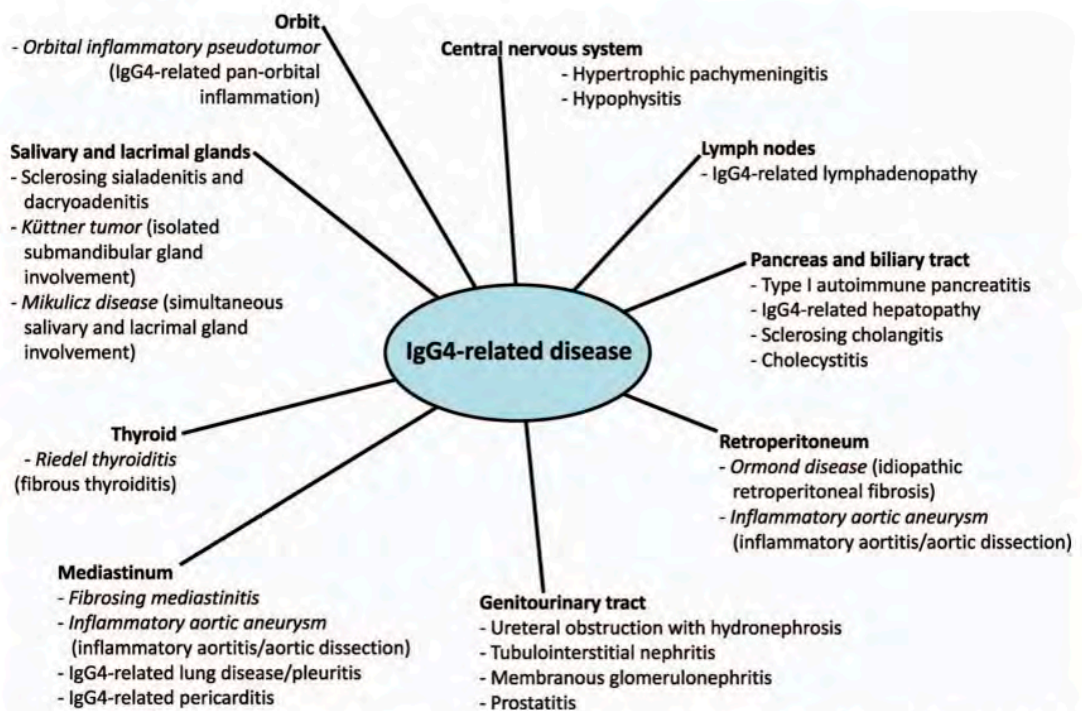 Orbit
- Orbital inflammatory pseudotumor
(IgG4-related pan-orbital
inflammation)
Central nervous system
- Hypertrophic pachymeningitis
- Hypophysitis
Salivary and lacrimal glands
- Sclerosing sialadenitis and
dacryoadenitis
- Küttner tumor (isolated
submandibular gland
involvement)
- Mikulicz disease (simultaneous
salivary and lacrimal gland
involvement)
Lymph nodes
- IgG4-related lymphadenopathy
Pancreas and biliary tract
- Type I autoimmune pancreatitis
- IgG4-related hepatopathy
- Sclerosing cholangitis
- Cholecystitis
IgG4-related disease
Thyroid
- Riedel thyroiditis
(fibrous thyroiditis)
Retroperitoneum
- Ormond disease (idiopathic
retroperitoneal fibrosis)
- Inflammatory aortic aneurysm
(inflammatory aortitis/aortic dissection)
Mediastinum
- Fibrosing mediastinitis
- Inflammatory aortic aneurysm
(inflammatory aortitis/aortic dissection)
- IgG4-related lung disease/pleuritis
- IgG4-related pericarditis
Genitourinary tract
- Ureteral obstruction with hydronephrosis
- Tubulointerstitial nephritis
- Membranous glomerulonephritis
- Prostatitis